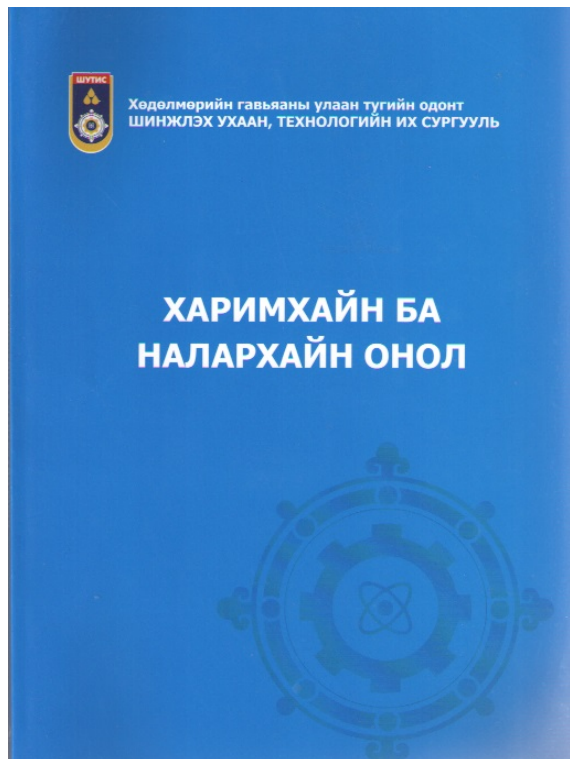 ШУТИС
Хөдөлмөрийн гавьяаны улаан тугийн одонт
ШИНЖЛЭХ УХААН, ТЕХНОЛОГИЙН ИХ СУРГУУЛЬ
ХАРИМХАЙН БА
НАЛАРХАЙН ОНОЛ